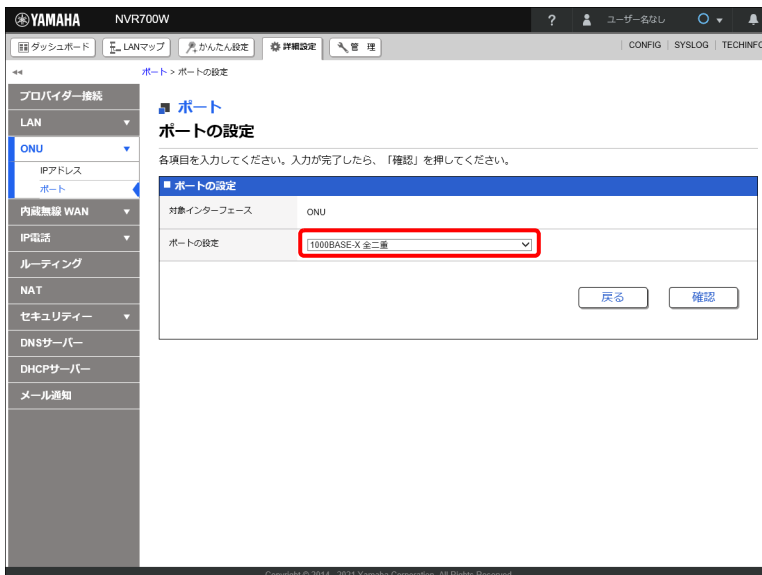 YAMAHA NVR700W ? ユーザー名なし
ダッシュボード LANマップ かんたん設定 詳細設定 管 理 CONFIG SYSLOG TECHINFO
ポート > ポートの設定
プロバイダー接続
LAN
ONU
IPアドレス
ポート
内蔵無線 WAN
IP電話
ルーティング
NAT
セキュリティー
DNSサーバー
DHCPサーバー
メール通知
ポート
ポートの設定
各項目を入力してください。入力が完了したら、「確認」を押してください。
■ ポートの設定
対象インターフェース ONU
ポートの設定 1000BASE-X 全二重
戻る 確認
Copyright © 2014 - 2021 Yamaha Corporation. All Rights Reserved.